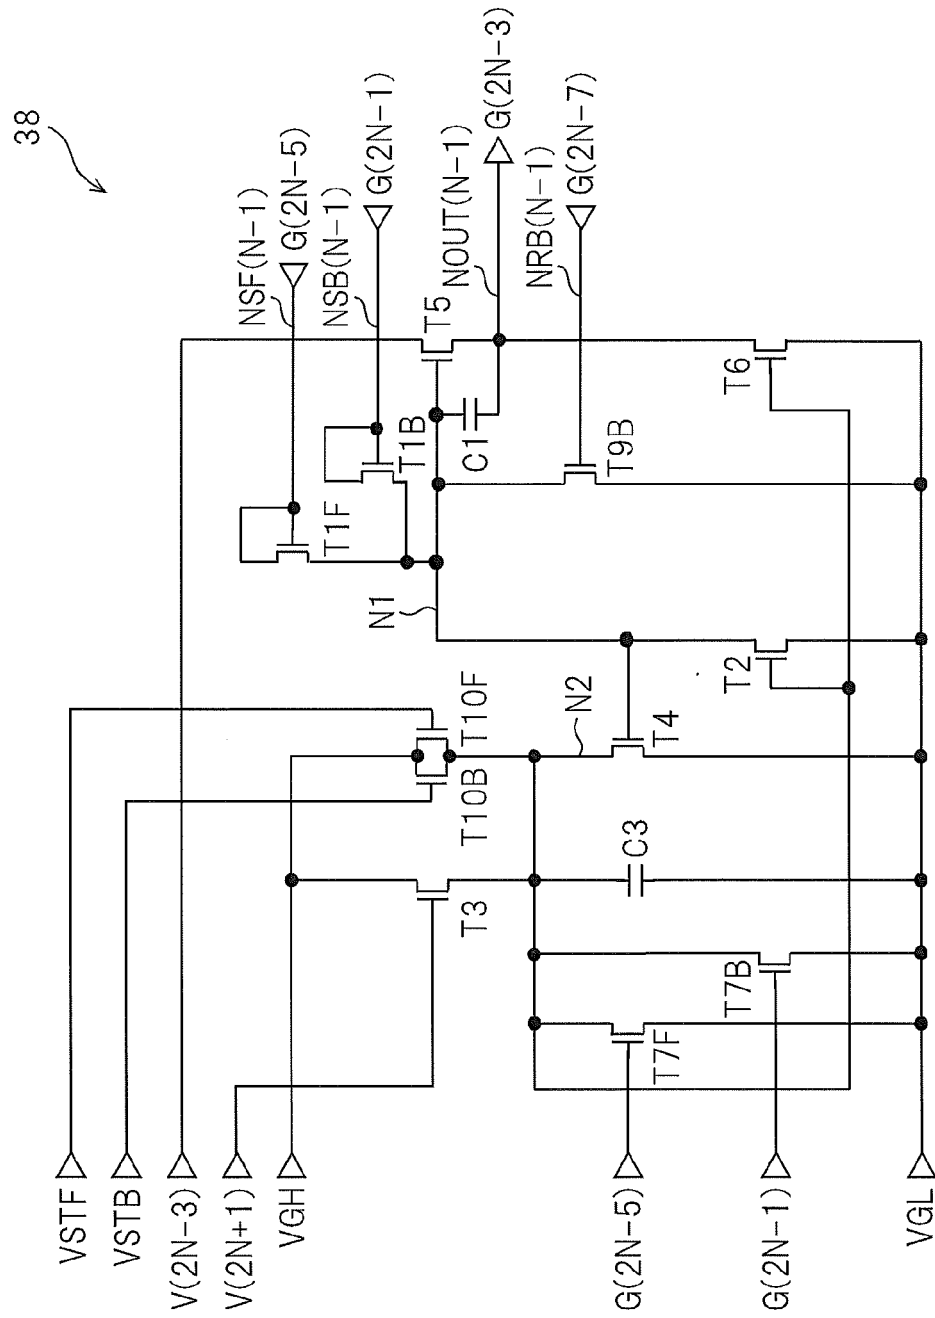 38
VSTF
VSTB
V(2N-3)
V(2N+1)
VGH
G(2N-5)
G(2N-1)
VGL
NSF(N-1)
G(2N-5)
NSB(N-1)
G(2N-1)
NOUT(N-1)
G(2N-3)
NRB(N-1)
G(2N-7)
T1F
T1B
T5
C1
T9B
T6
N1
T2
T10F
T10B
N2
T4
T3
C3
T7B
T7F